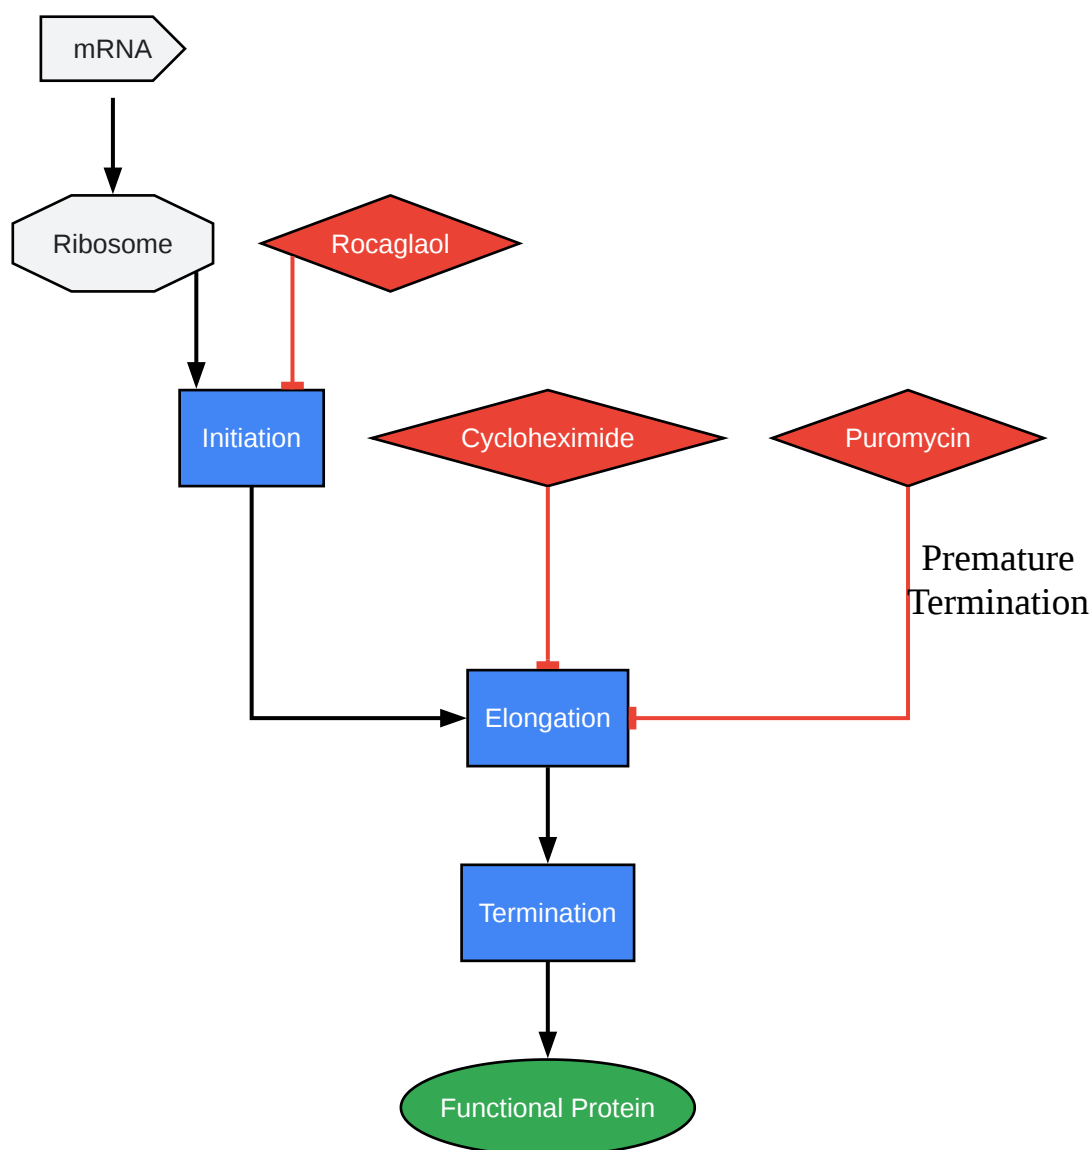 mRNA
Ribosome
Rocaglaol
Initiation
Cycloheximide
Puromycin
Premature
Termination
Elongation
Termination
Functional Protein